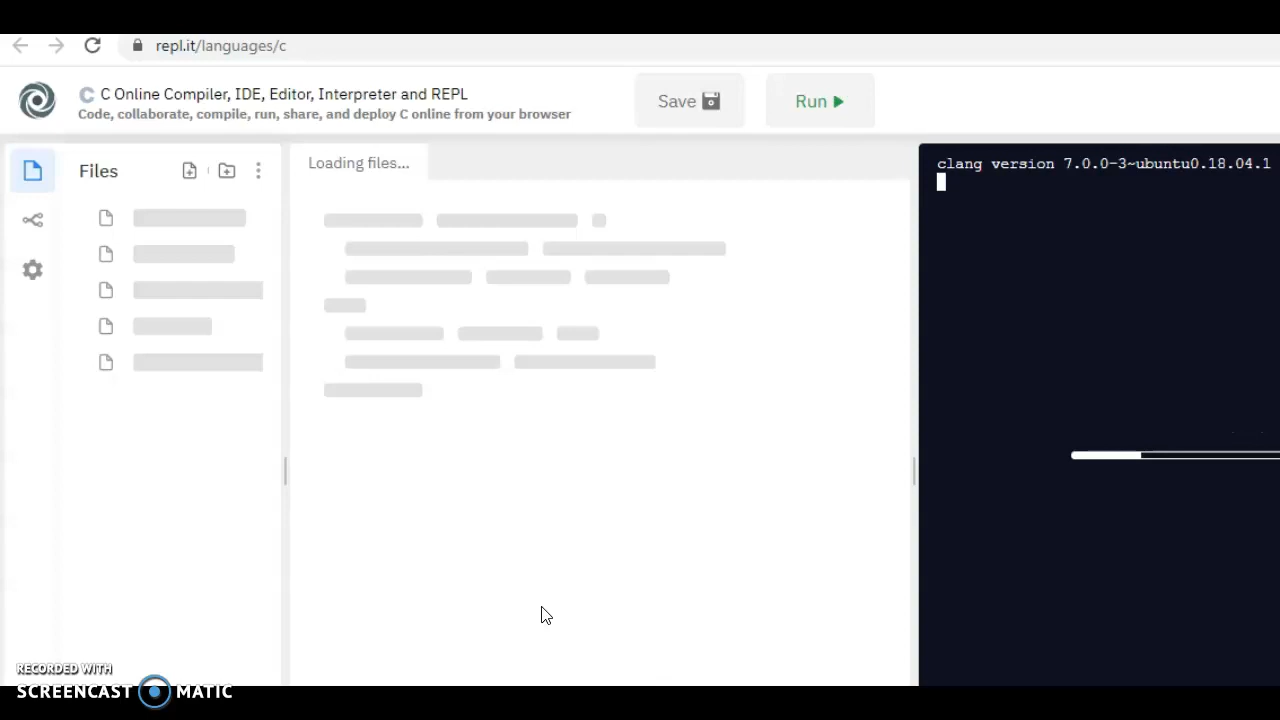 repl.it/languages/c
C C Online Compiler, IDE, Editor, Interpreter and REPL
Code, collaborate, compile, run, share, and deploy C online from your browser
Save
Run
Files
Loading files...
clang version 7.0.0-3~ubuntu0.18.04.1
RECORDED WITH
SCREENCAST MATIC